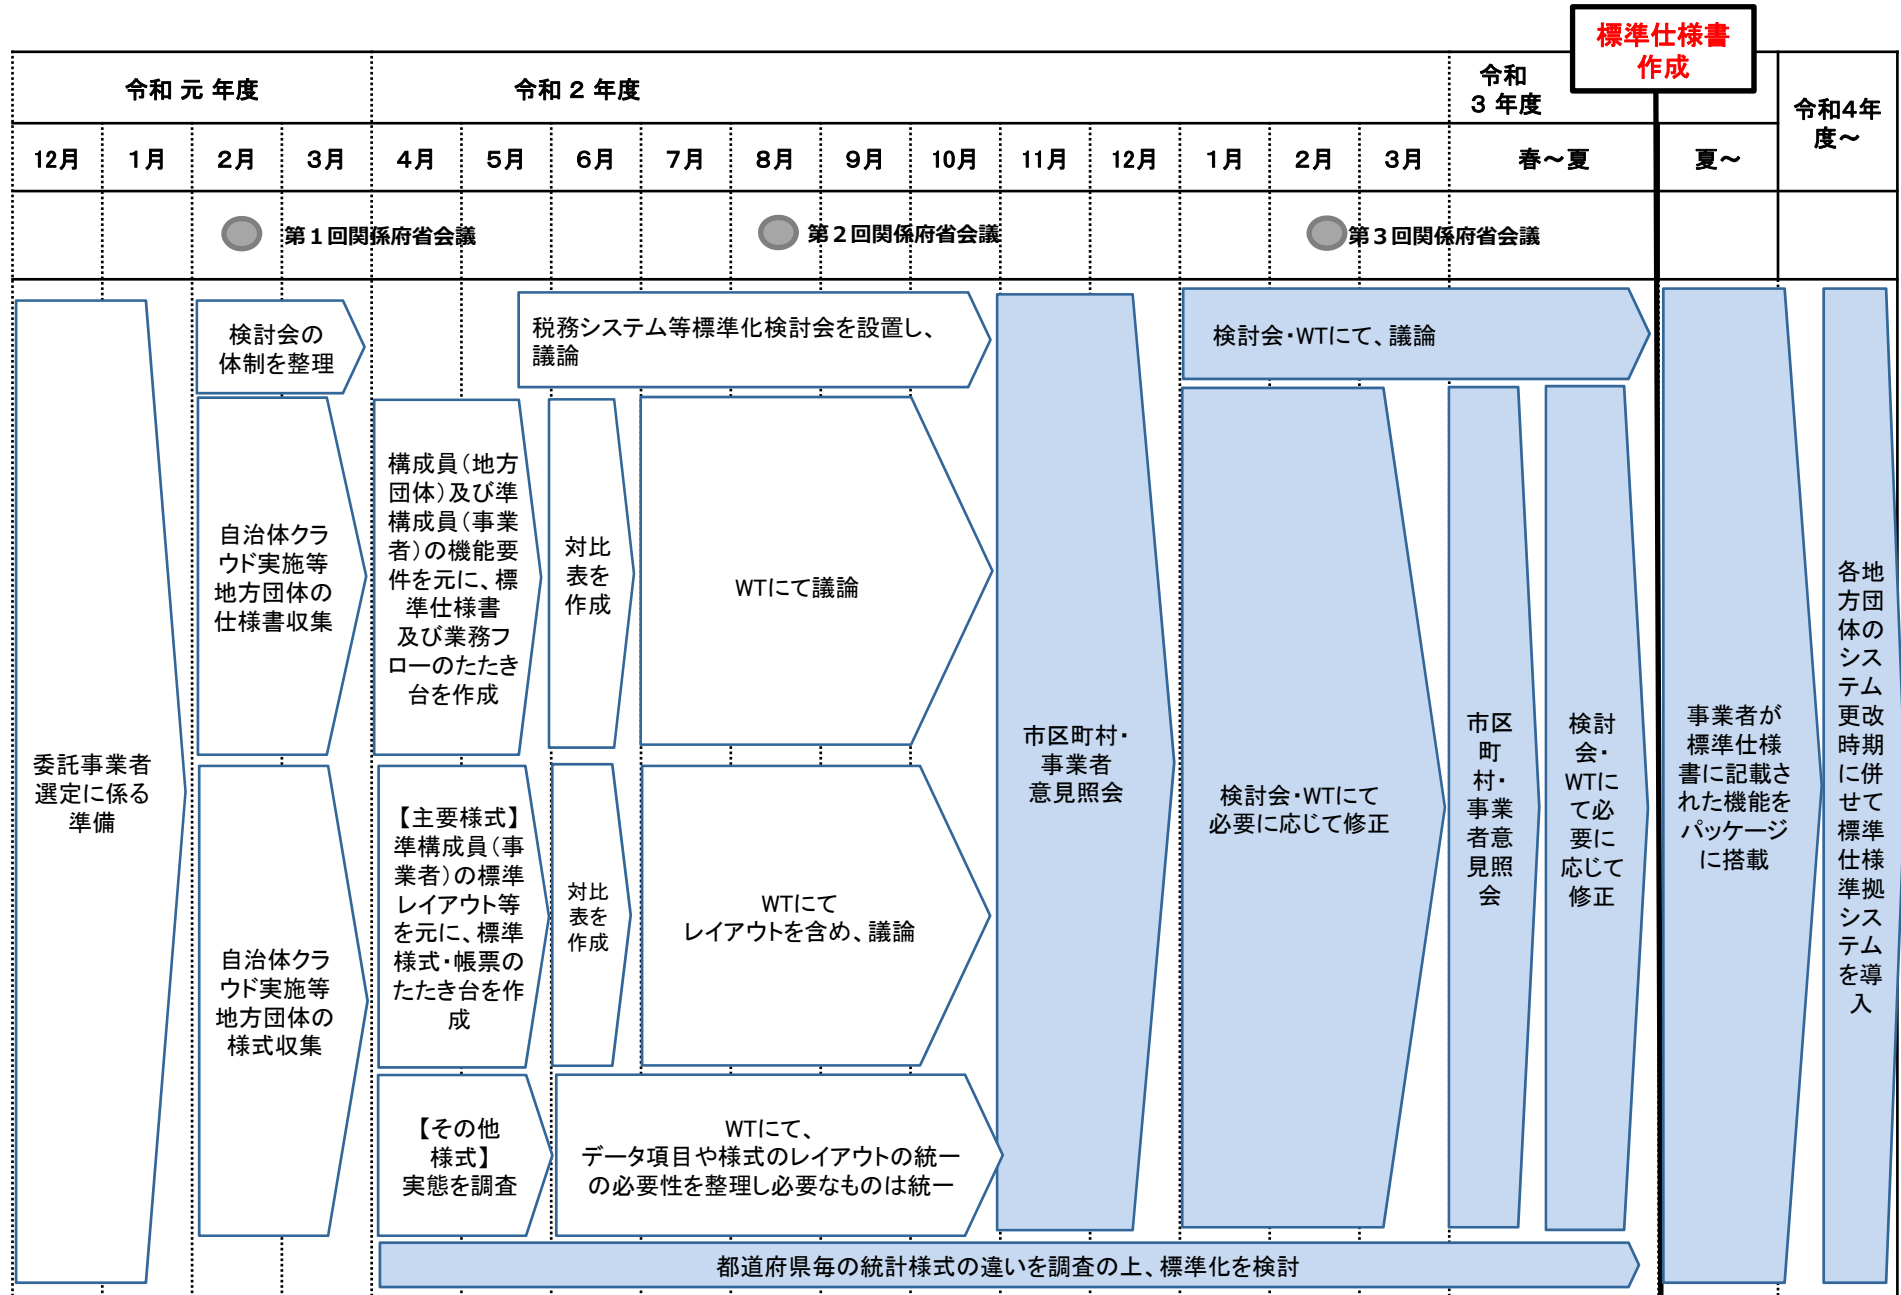 標準仕様書
作成
令和 元 年度
令和 2 年度
令和
3 年度
令和4年
度～
12月
1月
2月
3月
4月
5月
6月
7月
8月
9月
10月
11月
12月
1月
2月
3月
春～夏
夏～
第１回関係府省会議
第２回関係府省会議
第３回関係府省会議
委託事業者
選定に係る
準備
検討会の
体制を整理
自治体クラ
ウド実施等
地方団体の
仕様書収集
自治体クラ
ウド実施等
地方団体の
様式収集
税務システム等標準化検討会を設置し、
議論
構成員（地方
団体）及び準
構成員（事業
者）の機能要
件を元に、標
準仕様書
及び業務フ
ローのたたき
台を作成
対比
表を
作成
WTにて議論
【主要様式】
準構成員（事
業者）の標準
レイアウト等
を元に、標準
様式・帳票の
たたき台を作
成
対比
表を
作成
WTにて
レイアウトを含め、議論
【その他
様式】
実態を調査
WTにて、
データ項目や様式のレイアウトの統一
の必要性を整理し必要なものは統一
市区町村・
事業者
意見照会
検討会・WTにて、議論
検討会・WTにて
必要に応じて修正
市区
町
村・
事業
者意
見照
会
検討
会・
WTに
て必
要に
応じて
修正
都道府県毎の統計様式の違いを調査の上、標準化を検討
事業者が
標準仕様
書に記載さ
れた機能を
パッケージ
に搭載
各地
方団
体の
シス
テム
更改
時期
に併
せて
標準
仕様
準拠
シス
テム
を導
入